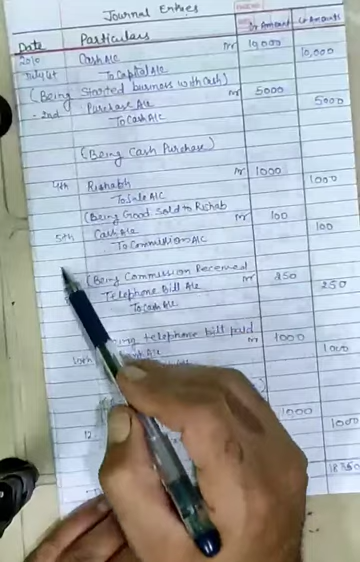 Journal Entries
Date Particulars Dr Amount Cr Amounts
2010 Cash A/c Dr 10,000
July 1st To Capital A/c 10,000
(Being Started business with Cash)
- 2nd Purchase A/c Dr 5000
To Cash A/c 5000
(Being Cash Purchase)
4th Rishabh Dr 1000
To Sale A/c 1000
(Being Good Sold to Rishab
5th Cash A/c Dr 100
To Commission A/c 100
(Being Commission Received
Telephone Bill A/c Dr 250
To Cash A/c 250
telephone bill paid
10th A/c Dr 1000
1000
12 1000
1000